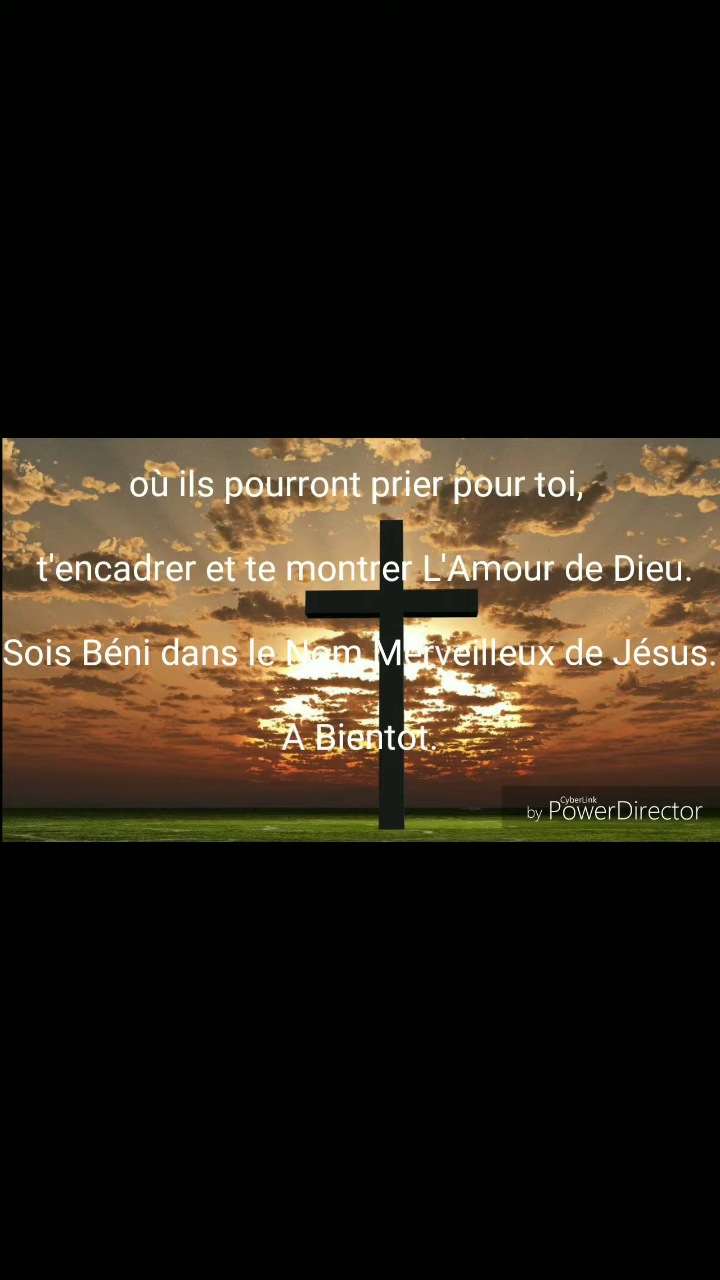 où ils pourront prier pour toi,
t'encadrer et te montrer L'Amour de Dieu.
Sois Béni dans le Nom Merveilleux de Jésus.
A Bientot.
CyberLink
by PowerDirector